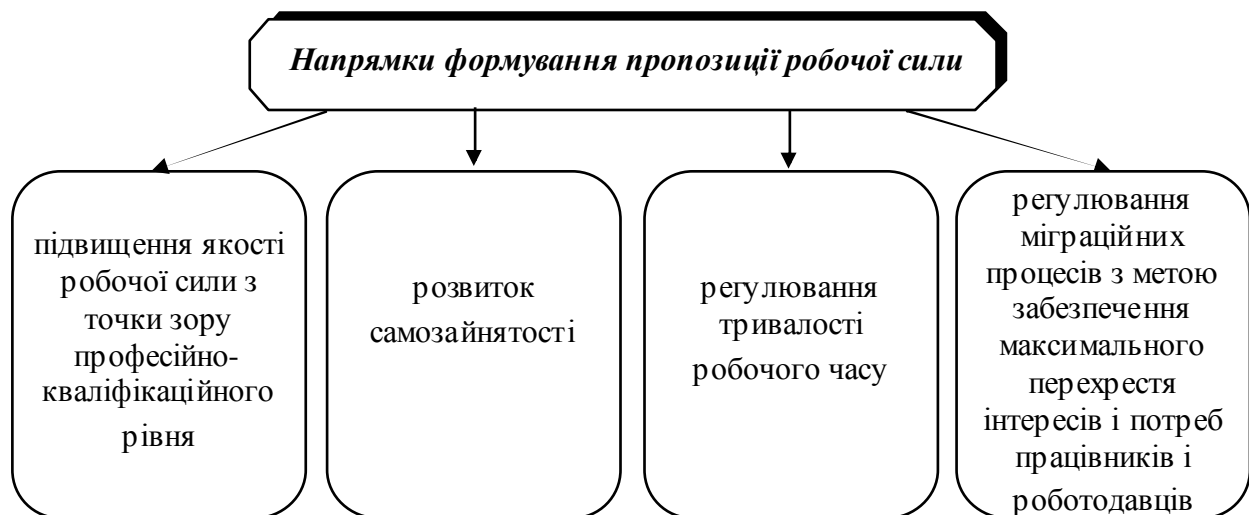 Напрямки формування пропозиції робочої сили
підвищення якості
робочої сили з
точки зору
професійно-
кваліфікаційного
рівня
розвиток
самозайнятості
регулювання
тривалості
робочого часу
регулювання
міграційних
процесів з метою
забезпечення
максимального
перехрестя
інтересів і потреб
працівників і
роботодавців